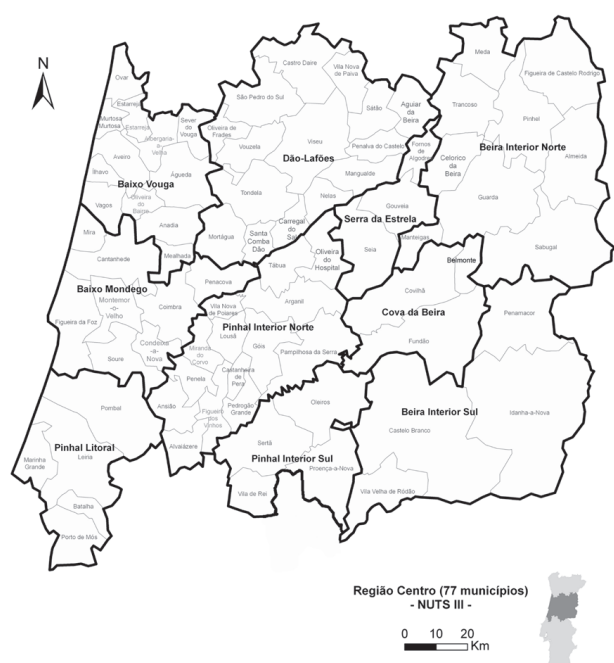 N
Ovar
Estarreja
Murtosa
Murtosa
Estarreja
Sever
do
Vouga
Albergaria-
a-
Velha
Aveiro
Ílhavo
Águeda
Baixo Vouga
Vagos
Oliveira
do
Bairro
Anadia
Mealhada
Castro Daire
Vila Nova
de Paiva
São Pedro do Sul
Sátão
Aguiar
da
Beira
Oliveira de
Frades
Vouzela
Viseu
Penalva do Castelo
Fornos
de
Algodres
Dão-Lafões
Mangualde
Tondela
Nelas
Mortágua
Santa
Comba
Dão
Carregal
do
Sal
Meda
Figueira de Castelo Rodrigo
Trancoso
Pinhel
Beira Interior Norte
Celorico
da
Beira
Almeida
Guarda
Sabugal
Gouveia
Serra da Estrela
Seia
Manteigas
Mira
Cantanhede
Baixo Mondego
Montemor
-o-
Velho
Coimbra
Figueira da Foz
Condeixa
-a-
Nova
Soure
Penacova
Tábua
Oliveira
do
Hospital
Vila Nova
de Poiares
Arganil
Lousã
Pinhal Interior Norte
Miranda
do
Corvo
Góis
Pampilhosa da Serra
Penela
Castanheira
de
Pera
Ansião
Figueiró
dos
Vinhos
Pedrogão
Grande
Alvaiázere
Belmonte
Covilhã
Cova da Beira
Fundão
Penamacor
Beira Interior Sul
Idanha-a-Nova
Castelo Branco
Vila Velha de Ródão
Oleiros
Sertã
Pinhal Interior Sul
Proença-a-Nova
Vila de Rei
Pombal
Pinhal Litoral
Leiria
Marinha
Grande
Batalha
Porto de Mós
Região Centro (77 municípios)
- NUTS III -
0 10 20
Km